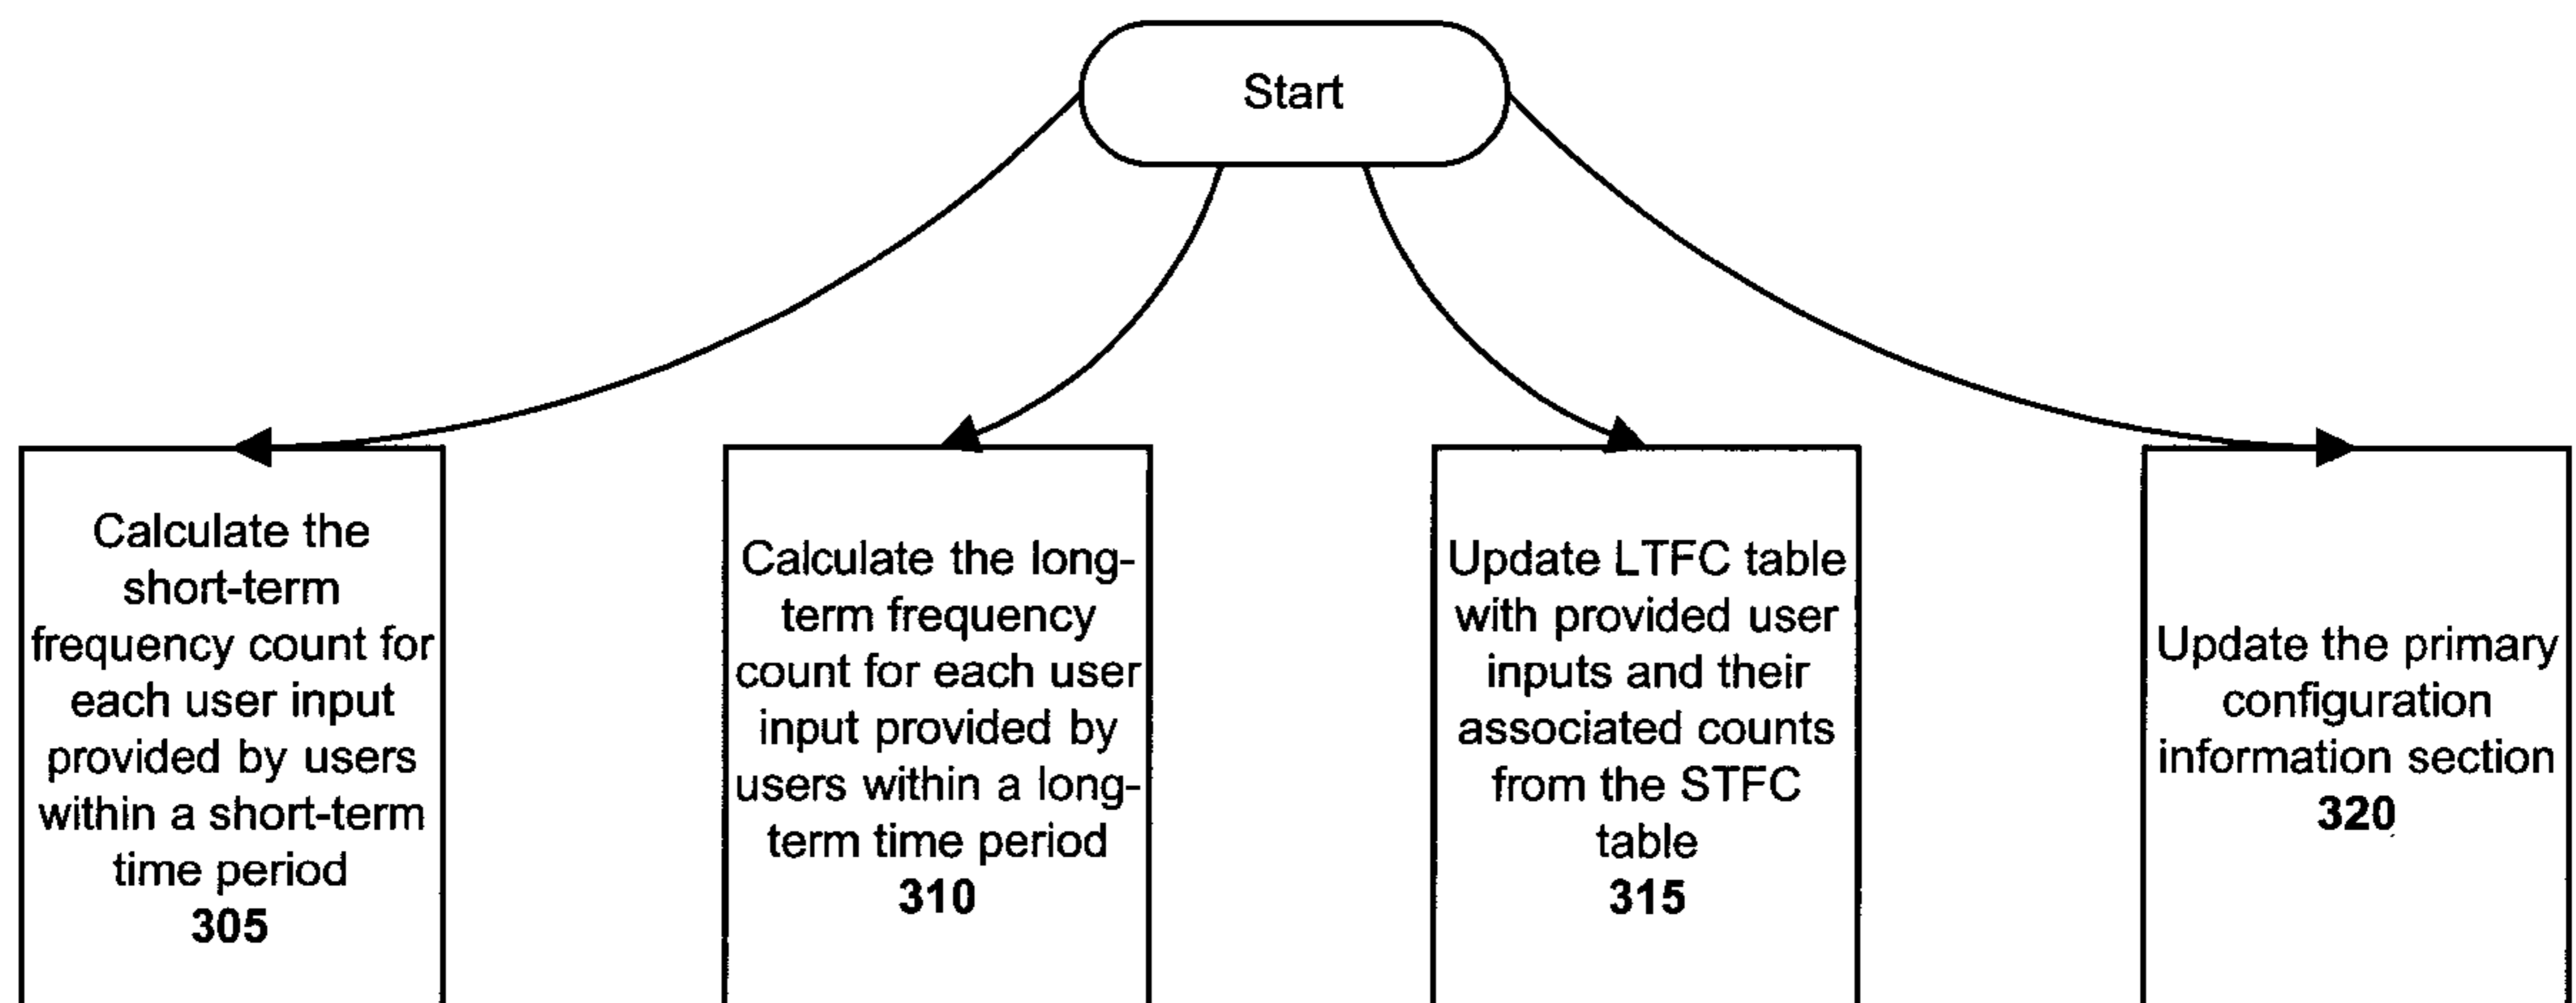 Start
Calculate the
short-term
frequency count for
each user input
provided by users
within a short-term
time period
305
Calculate the long-
term frequency
count for each user
input provided by
users within a long-
term time period
310
Update LTFC table
with provided user
inputs and their
associated counts
from the STFC
table
315
Update the primary
configuration
information section
320